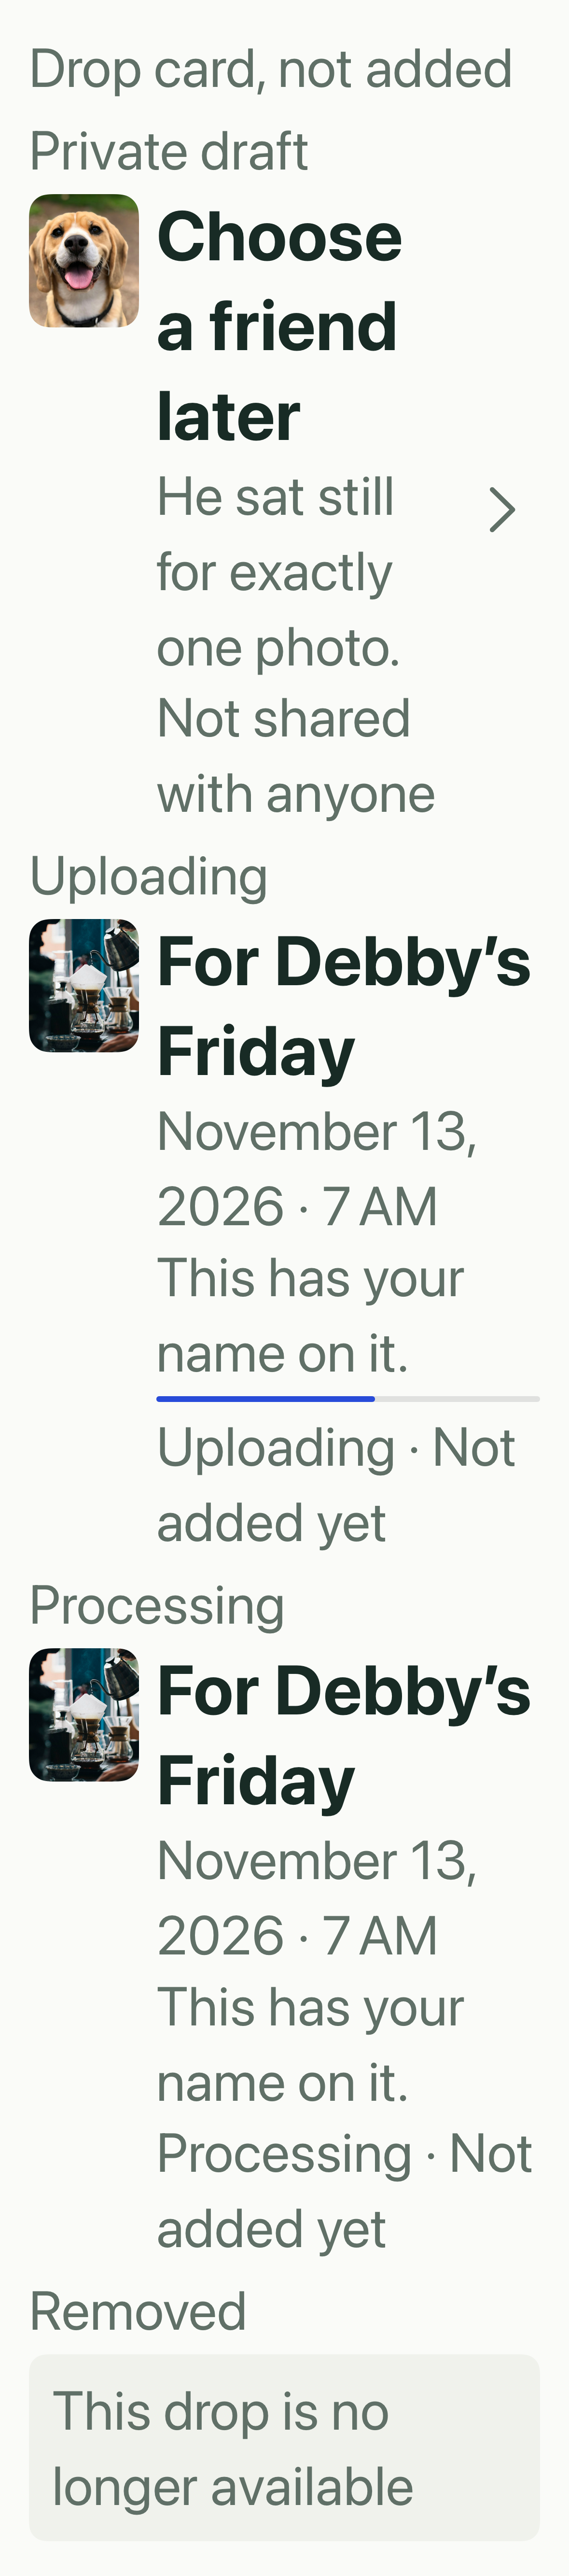 Drop card, not added
Private draft
Choose
a friend
later
He sat still
for exactly
one photo.
Not shared
with anyone
Uploading
For Debby’s
Friday
November 13,
2026 · 7 AM
This has your
name on it.
Uploading · Not
added yet
Processing
For Debby’s
Friday
November 13,
2026 · 7 AM
This has your
name on it.
Processing · Not
added yet
Removed
This drop is no
longer available